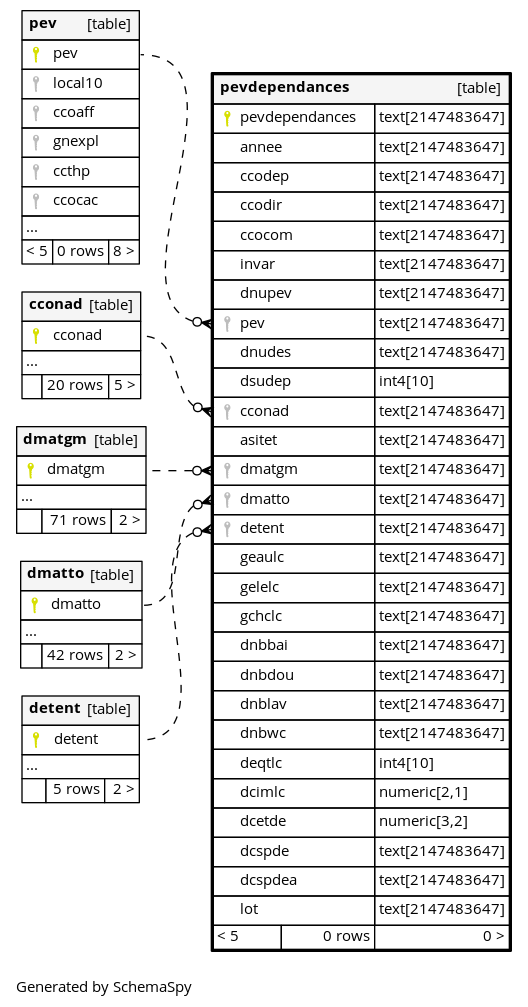 pev [table]
pev
local10
ccoaff
gnexpl
ccthp
ccocac
...
< 5 0 rows 8 >
cconad [table]
cconad
...
20 rows 5 >
dmatgm [table]
dmatgm
...
71 rows 2 >
dmatto [table]
dmatto
...
42 rows 2 >
detent [table]
detent
...
5 rows 2 >
pevdependances [table]
pevdependances text[2147483647]
annee text[2147483647]
ccodep text[2147483647]
ccodir text[2147483647]
ccocom text[2147483647]
invar text[2147483647]
dnupev text[2147483647]
pev text[2147483647]
dnudes text[2147483647]
dsudep int4[10]
cconad text[2147483647]
asitet text[2147483647]
dmatgm text[2147483647]
dmatto text[2147483647]
detent text[2147483647]
geaulc text[2147483647]
gelelc text[2147483647]
gchclc text[2147483647]
dnbbai text[2147483647]
dnbdou text[2147483647]
dnblav text[2147483647]
dnbwc text[2147483647]
deqtlc int4[10]
dcimlc numeric[2,1]
dcetde numeric[3,2]
dcspde text[2147483647]
dcspdea text[2147483647]
lot text[2147483647]
< 5 0 rows 0 >
Generated by SchemaSpy